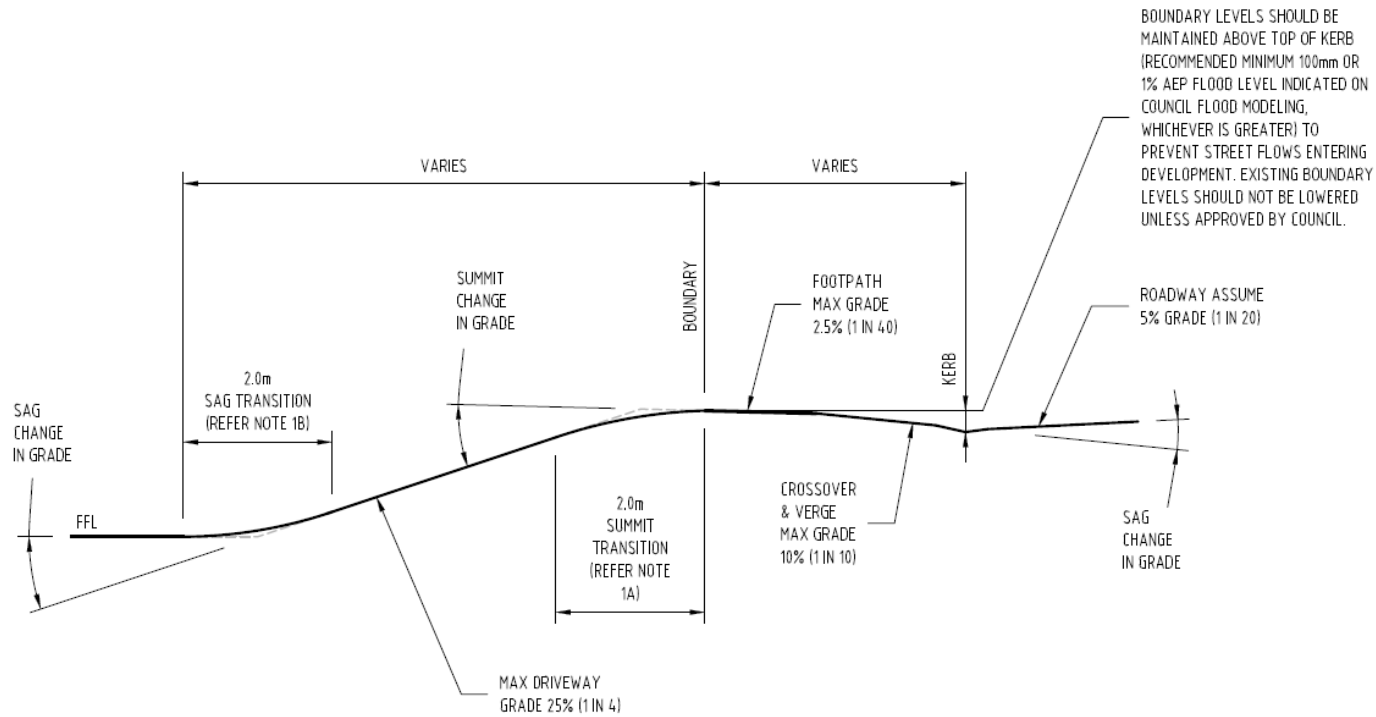 BOUNDARY LEVELS SHOULD BE
MAINTAINED ABOVE TOP OF KERB
(RECOMMENDED MINIMUM 100mm OR
1% AEP FLOOD LEVEL INDICATED ON
COUNCIL FLOOD MODELING,
WHICHEVER IS GREATER) TO
PREVENT STREET FLOWS ENTERING
DEVELOPMENT. EXISTING BOUNDARY
LEVELS SHOULD NOT BE LOWERED
UNLESS APPROVED BY COUNCIL.
VARIES
VARIES
SUMMIT
CHANGE
IN GRADE
BOUNDARY
FOOTPATH
MAX GRADE
2.5% (1 IN 40)
KERB
ROADWAY ASSUME
5% GRADE (1 IN 20)
2.0m
SAG TRANSITION
(REFER NOTE 1B)
SAG
CHANGE
IN GRADE
FFL
2.0m
SUMMIT
TRANSITION
(REFER NOTE
1A)
CROSSOVER
& VERGE
MAX GRADE
10% (1 IN 10)
SAG
CHANGE
IN GRADE
MAX DRIVEWAY
GRADE 25% (1 IN 4)